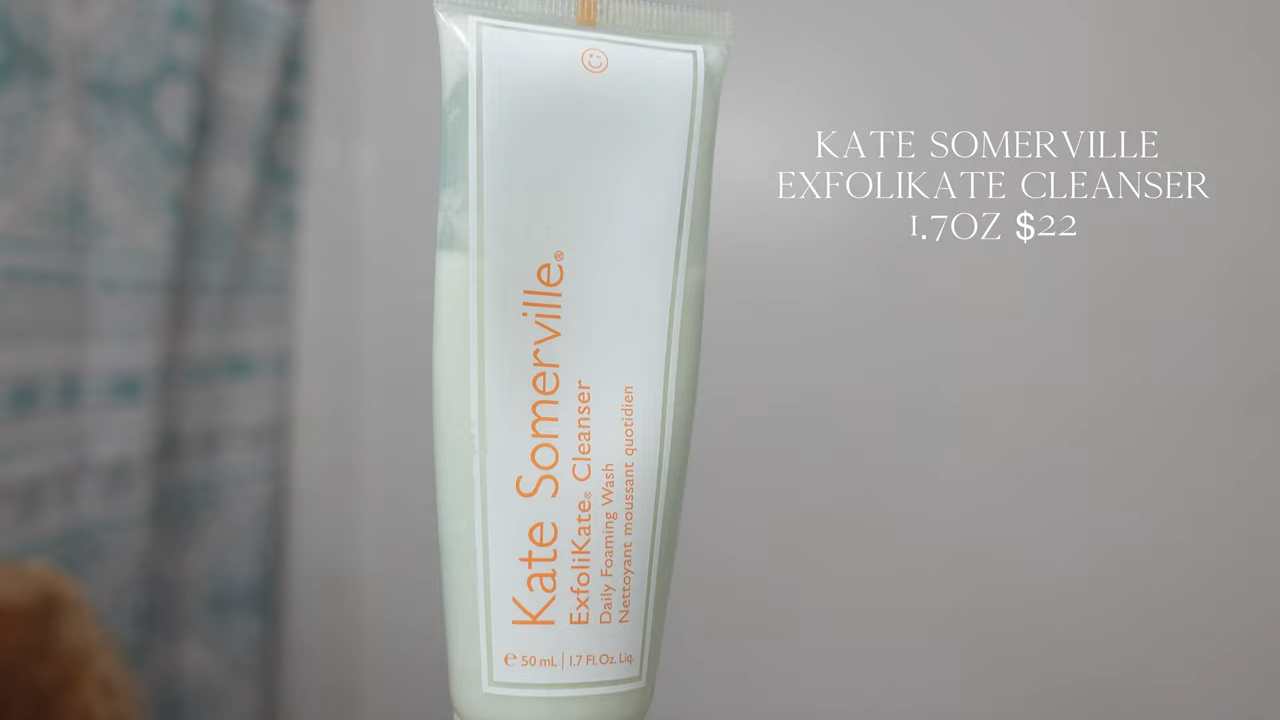 KATE SOMERVILLE
EXFOLIKATE CLEANSER
1.7OZ $22
Kate Somerville®
ExfoliKate® Cleanser
Daily Foaming Wash
Nettoyant moussant quotidien
℮ 50 mL | 1.7 Fl. Oz. Liq.